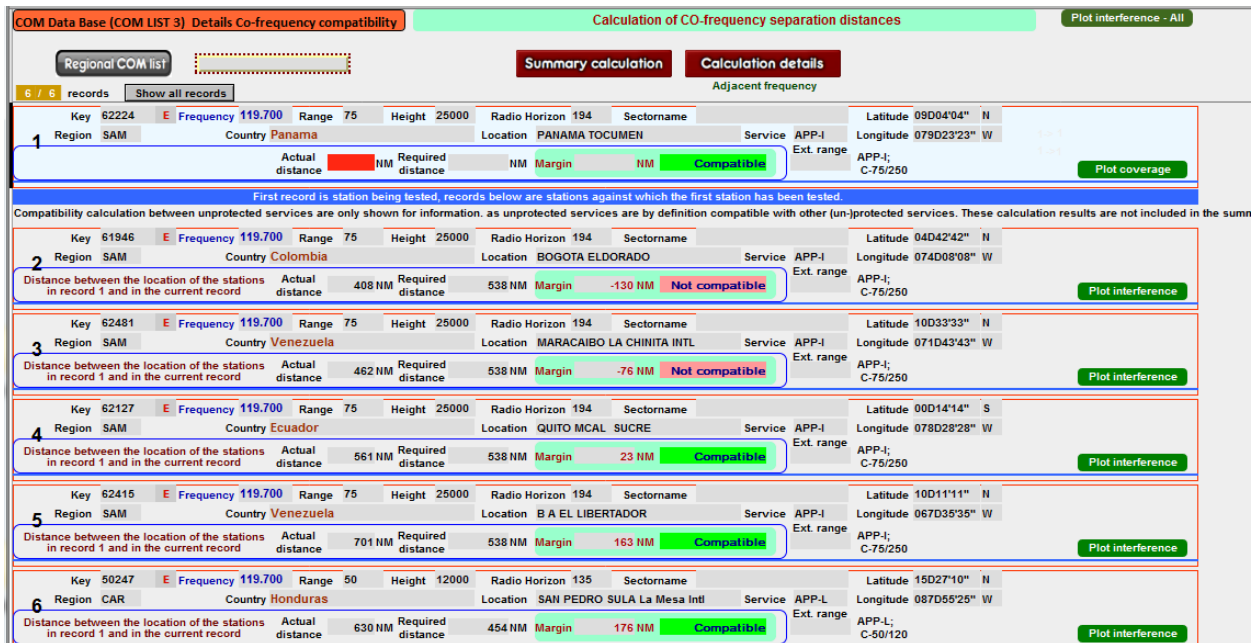 COM Data Base (COM LIST 3) Details Co-frequency compatibility Calculation of CO-frequency separation distances Plot interference - All
Regional COM list Summary calculation Calculation details
Adjacent frequency
6 / 6 records Show all records
Key 62224 E Frequency 119.700 Range 75 Height 25000 Radio Horizon 194 Sectorname Latitude 09D04'04" N
1 Region SAM Country Panama Location PANAMA TOCUMEN Service APP-I Longitude 079D23'23" W
Actual distance NM Required distance NM Margin NM Compatible Ext. range APP-I; C-75/250 Plot coverage
First record is station being tested, records below are stations against which the first station has been tested.
Compatibility calculation between unprotected services are only shown for information. as unprotected services are by definition compatible with other (un-)protected services. These calculation results are not included in the summ
Key 61946 E Frequency 119.700 Range 75 Height 25000 Radio Horizon 194 Sectorname Latitude 04D42'42" N
2 Region SAM Country Colombia Location BOGOTA ELDORADO Service APP-I Longitude 074D08'08" W
Distance between the location of the stations in record 1 and in the current record Actual distance 408 NM Required distance 538 NM Margin -130 NM Not compatible Ext. range APP-I; C-75/250 Plot interference
Key 62481 E Frequency 119.700 Range 75 Height 25000 Radio Horizon 194 Sectorname Latitude 10D33'33" N
3 Region SAM Country Venezuela Location MARACAIBO LA CHINITA INTL Service APP-I Longitude 071D43'43" W
Distance between the location of the stations in record 1 and in the current record Actual distance 462 NM Required distance 538 NM Margin -76 NM Not compatible Ext. range APP-I; C-75/250 Plot interference
Key 62127 E Frequency 119.700 Range 75 Height 25000 Radio Horizon 194 Sectorname Latitude 00D14'14" S
4 Region SAM Country Ecuador Location QUITO MCAL SUCRE Service APP-I Longitude 078D28'28" W
Distance between the location of the stations in record 1 and in the current record Actual distance 561 NM Required distance 538 NM Margin 23 NM Compatible Ext. range APP-I; C-75/250 Plot interference
Key 62415 E Frequency 119.700 Range 75 Height 25000 Radio Horizon 194 Sectorname Latitude 10D11'11" N
5 Region SAM Country Venezuela Location B A EL LIBERTADOR Service APP-I Longitude 067D35'35" W
Distance between the location of the stations in record 1 and in the current record Actual distance 701 NM Required distance 538 NM Margin 163 NM Compatible Ext. range APP-I; C-75/250 Plot interference
Key 50247 E Frequency 119.700 Range 50 Height 12000 Radio Horizon 135 Sectorname Latitude 15D27'10" N
6 Region CAR Country Honduras Location SAN PEDRO SULA La Mesa Intl Service APP-L Longitude 087D55'25" W
Distance between the location of the stations in record 1 and in the current record Actual distance 630 NM Required distance 454 NM Margin 176 NM Compatible Ext. range APP-L; C-50/120 Plot interference